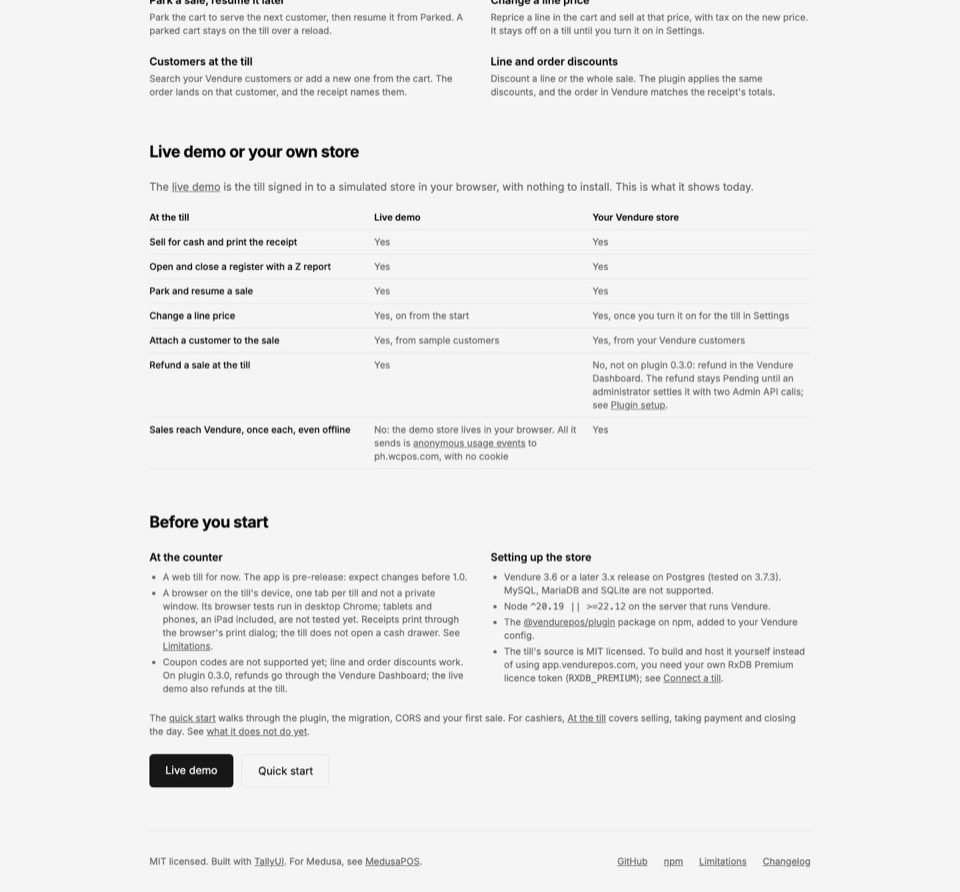 Park a sale, resume it later
Park the cart to serve the next customer, then resume it from Parked. A
parked cart stays on the till over a reload.
Change a line price
Reprice a line in the cart and sell at that price, with tax on the new price.
It stays off on a till until you turn it on in Settings.
Customers at the till
Search your Vendure customers or add a new one from the cart. The
order lands on that customer, and the receipt names them.
Line and order discounts
Discount a line or the whole sale. The plugin applies the same
discounts, and the order in Vendure matches the receipt's totals.
Live demo or your own store
The live demo is the till signed in to a simulated store in your browser, with nothing to install. This is what it shows today.
At the till Live demo Your Vendure store
Sell for cash and print the receipt Yes Yes
Open and close a register with a Z report Yes Yes
Park and resume a sale Yes Yes
Change a line price Yes, on from the start Yes, once you turn it on for the till in Settings
Attach a customer to the sale Yes, from sample customers Yes, from your Vendure customers
Refund a sale at the till Yes No, not on plugin 0.3.0: refund in the Vendure
Dashboard. The refund stays Pending until an
administrator settles it with two Admin API calls;
see Plugin setup.
Sales reach Vendure, once each, even offline No: the demo store lives in your browser. All it Yes
sends is anonymous usage events to
ph.wcpos.com, with no cookie
Before you start
At the counter
• A web till for now. The app is pre-release: expect changes before 1.0.
• A browser on the till's device, one tab per till and not a private
window. Its browser tests run in desktop Chrome; tablets and
phones, an iPad included, are not tested yet. Receipts print through
the browser's print dialog; the till does not open a cash drawer. See
Limitations.
• Coupon codes are not supported yet; line and order discounts work.
On plugin 0.3.0, refunds go through the Vendure Dashboard; the live
demo also refunds at the till.
Setting up the store
• Vendure 3.6 or a later 3.x release on Postgres (tested on 3.7.3).
MySQL, MariaDB and SQLite are not supported.
• Node ^20.19 || >=22.12 on the server that runs Vendure.
• The @vendurepos/plugin package on npm, added to your Vendure
config.
• The till's source is MIT licensed. To build and host it yourself instead
of using app.vendurepos.com, you need your own RxDB Premium
licence token (RXDB_PREMIUM); see Connect a till.
The quick start walks through the plugin, the migration, CORS and your first sale. For cashiers, At the till covers selling, taking payment and closing
the day. See what it does not do yet.
Live demo Quick start
MIT licensed. Built with TallyUI. For Medusa, see MedusaPOS. GitHub npm Limitations Changelog